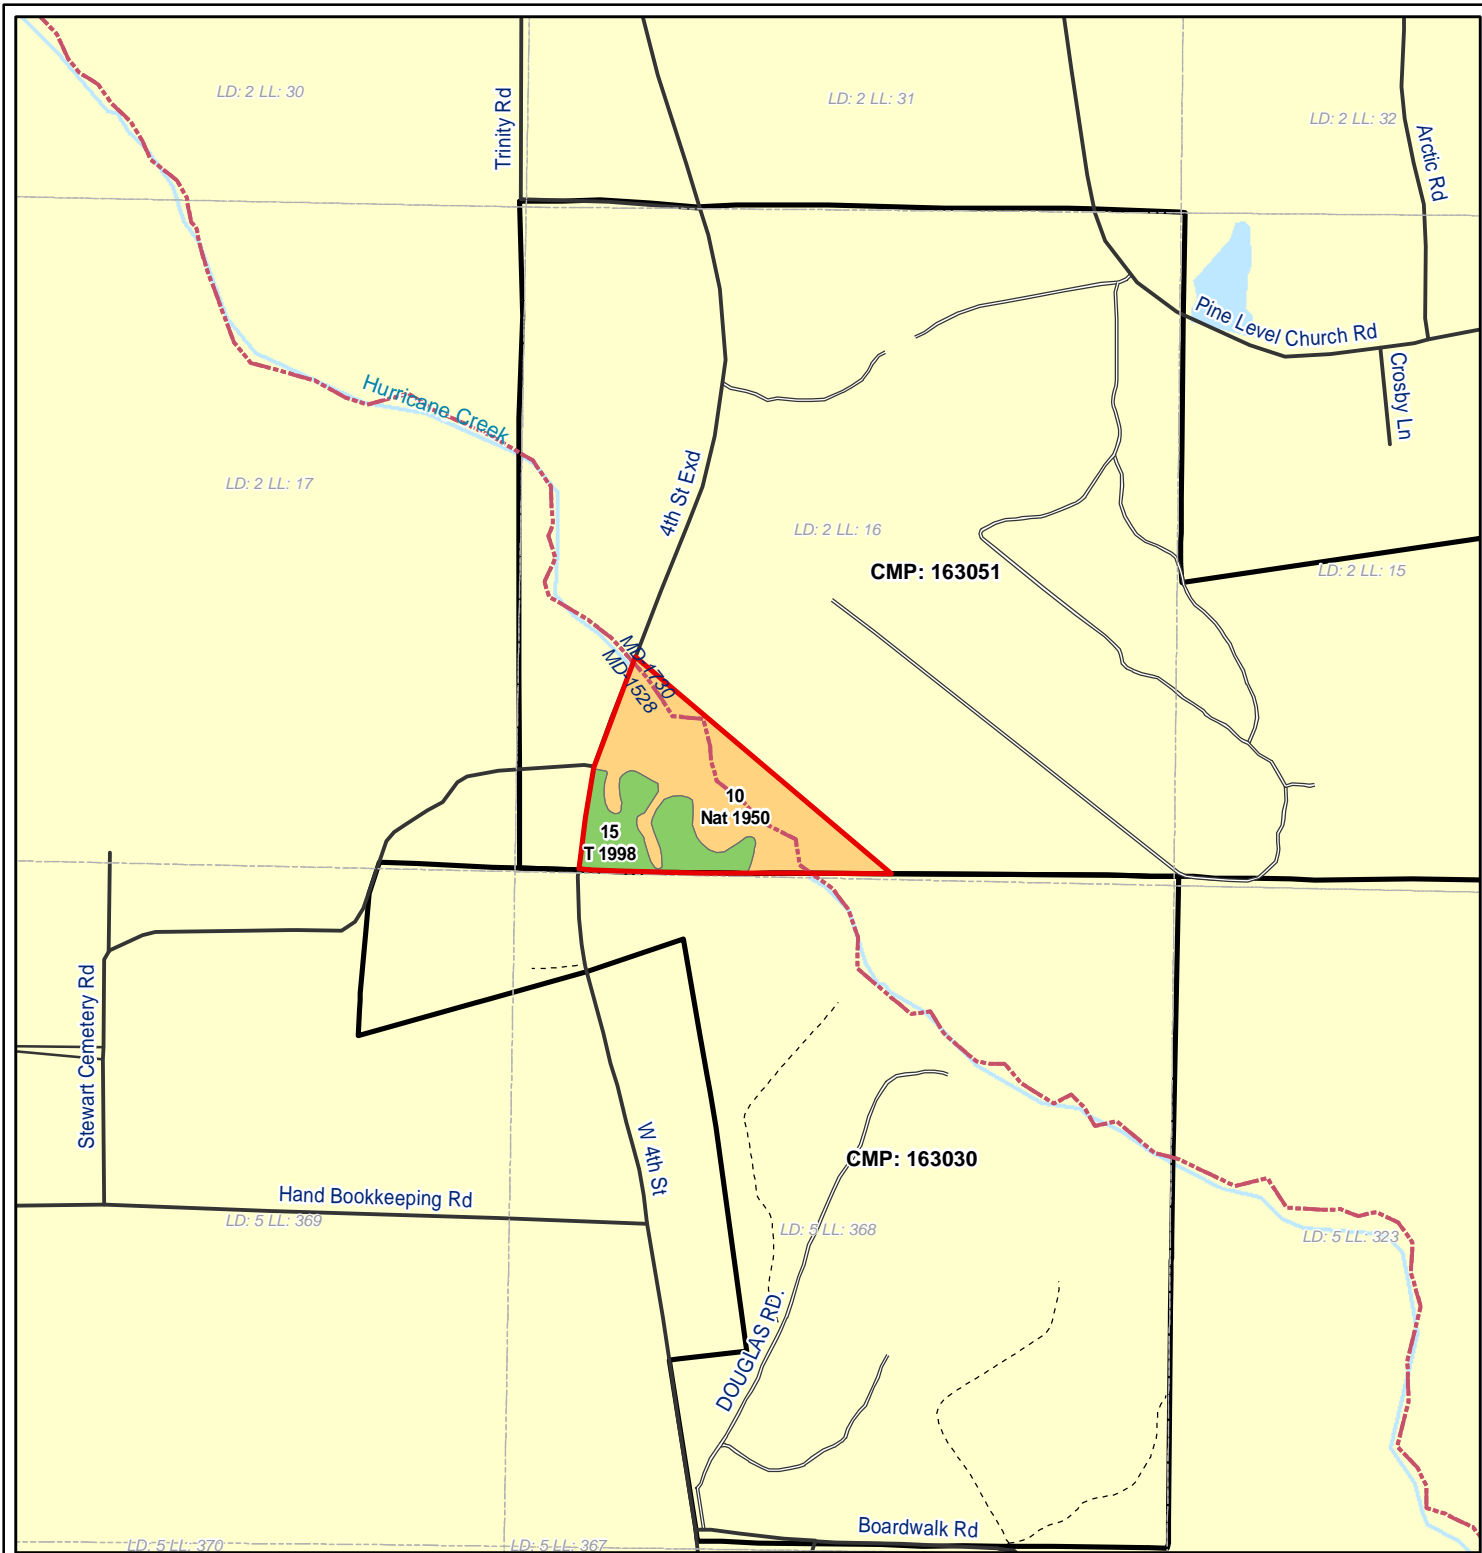 LD: 2 LL: 30
Trinity Rd
LD: 2 LL: 31
LD: 2 LL: 32
Arctic Rd
Pine Level Church Rd
Crosby Ln
Hurricane Creek
LD: 2 LL: 17
4th St Exd
LD: 2 LL: 16
CMP: 163051
LD: 2 LL: 15
MD-1730
MD-1528
10
Nat 1950
15
T 1998
Stewart Cemetery Rd
W 4th St
CMP: 163030
Hand Bookkeeping Rd
LD: 5 LL: 369
LD: 5 LL: 368
LD: 5 LL: 323
DOUGLAS RD.
Boardwalk Rd
LD: 5 LL: 370
LD: 5 LL: 367